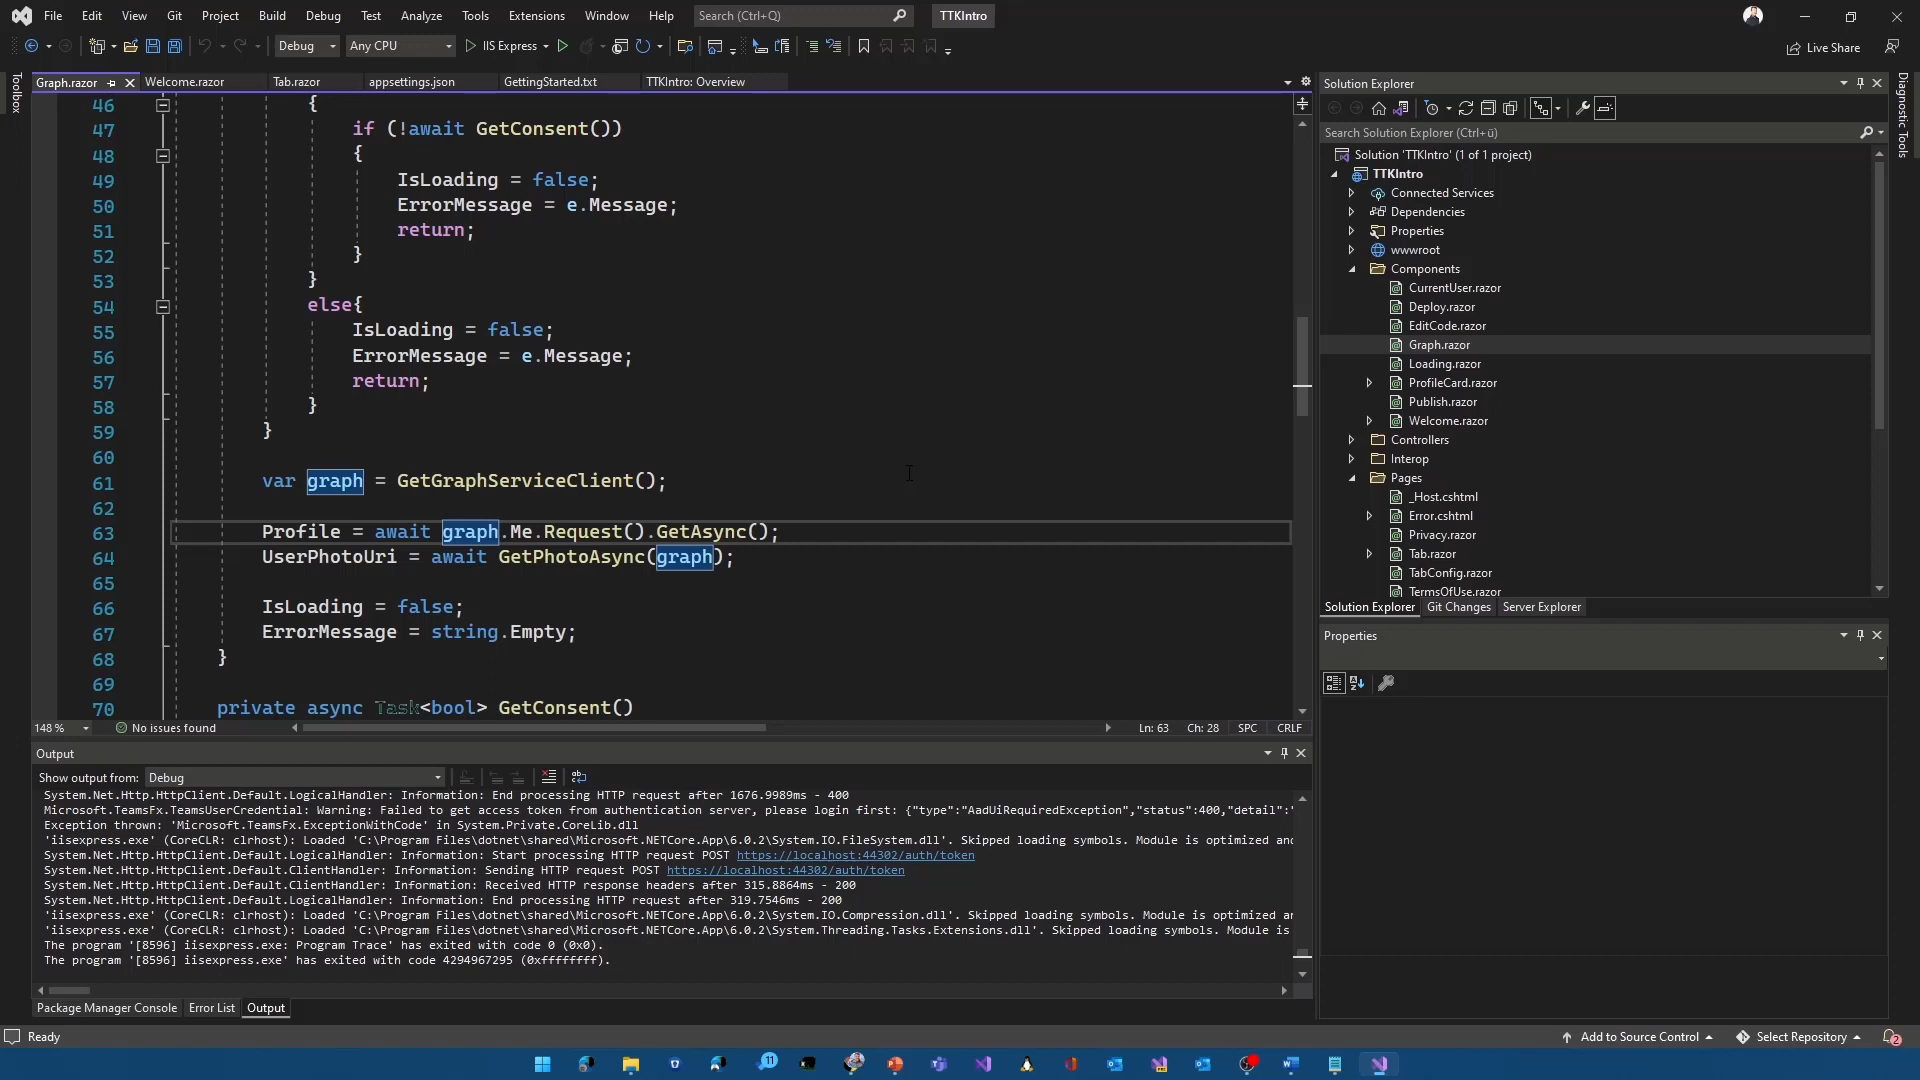 File Edit View Git Project Build Debug Test Analyze Tools Extensions Window Help Search (Ctrl+Q) TTKIntro
Debug Any CPU IIS Express Live Share
Toolbox
Graph.razor Welcome.razor Tab.razor appsettings.json GettingStarted.txt TTKIntro: Overview
46 {
47 if (!await GetConsent())
48 {
49 IsLoading = false;
50 ErrorMessage = e.Message;
51 return;
52 }
53 }
54 else{
55 IsLoading = false;
56 ErrorMessage = e.Message;
57 return;
58 }
59 }
60
61 var graph = GetGraphServiceClient();
62
63 Profile = await graph.Me.Request().GetAsync();
64 UserPhotoUri = await GetPhotoAsync(graph);
65
66 IsLoading = false;
67 ErrorMessage = string.Empty;
68 }
69
70 private async Task<bool> GetConsent()
148 % No issues found Ln: 63 Ch: 28 SPC CRLF
Output
Show output from: Debug
System.Net.Http.HttpClient.Default.LogicalHandler: Information: End processing HTTP request after 1676.9989ms - 400
Microsoft.TeamsFx.TeamsUserCredential: Warning: Failed to get access token from authentication server, please login first: {"type":"AadUiRequiredException","status":400,"detail":"
Exception thrown: 'Microsoft.TeamsFx.ExceptionWithCode' in System.Private.CoreLib.dll
'iisexpress.exe' (CoreCLR: clrhost): Loaded 'C:\Program Files\dotnet\shared\Microsoft.NETCore.App\6.0.2\System.IO.FileSystem.dll'. Skipped loading symbols. Module is optimized and
System.Net.Http.HttpClient.Default.LogicalHandler: Information: Start processing HTTP request POST https://localhost:44302/auth/token
System.Net.Http.HttpClient.Default.ClientHandler: Information: Sending HTTP request POST https://localhost:44302/auth/token
System.Net.Http.HttpClient.Default.ClientHandler: Information: Received HTTP response headers after 315.8864ms - 200
System.Net.Http.HttpClient.Default.LogicalHandler: Information: End processing HTTP request after 319.7546ms - 200
'iisexpress.exe' (CoreCLR: clrhost): Loaded 'C:\Program Files\dotnet\shared\Microsoft.NETCore.App\6.0.2\System.IO.Compression.dll'. Skipped loading symbols. Module is optimized an
'iisexpress.exe' (CoreCLR: clrhost): Loaded 'C:\Program Files\dotnet\shared\Microsoft.NETCore.App\6.0.2\System.Threading.Tasks.Extensions.dll'. Skipped loading symbols. Module is
The program '[8596] iisexpress.exe: Program Trace' has exited with code 0 (0x0).
The program '[8596] iisexpress.exe' has exited with code 4294967295 (0xffffffff).
Package Manager Console Error List Output
Solution Explorer
Search Solution Explorer (Ctrl+ü)
Solution 'TTKIntro' (1 of 1 project)
TTKIntro
Connected Services
Dependencies
Properties
wwwroot
Components
CurrentUser.razor
Deploy.razor
EditCode.razor
Graph.razor
Loading.razor
ProfileCard.razor
Publish.razor
Welcome.razor
Controllers
Interop
Pages
_Host.cshtml
Error.cshtml
Privacy.razor
Tab.razor
TabConfig.razor
TermsOfUse.razor
Solution Explorer Git Changes Server Explorer
Properties
Diagnostic Tools
Ready Add to Source Control Select Repository 2
11